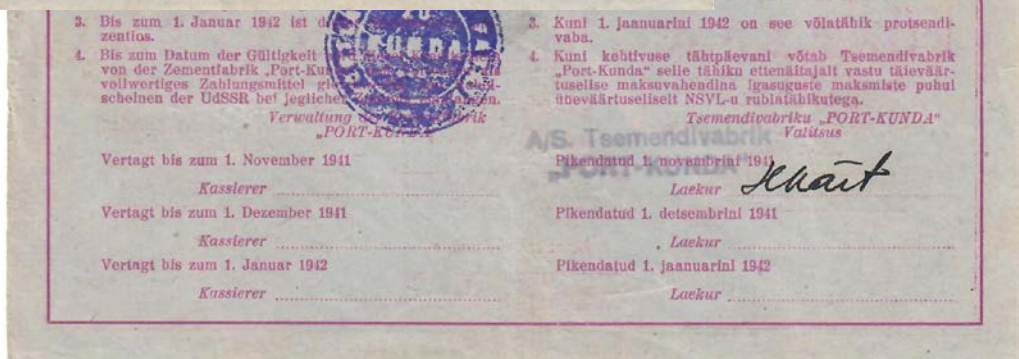 3. Bis zum 1. Januar 1942 ist
zentlos.
4. Bis zum Datum der Gültigkeit
von der Zementfabrik „Port-Kun
vollwertiges Zahlungsmittel
scheinen der UdSSR bei jeglicher
Verwaltung
„PORT-KUNDA“
KUNDA
Vertagt bis zum 1. November 1941
Kassierer
Vertagt bis zum 1. Dezember 1941
Kassierer
Vertagt bis zum 1. Januar 1942
Kassierer
3. Kuni 1. jaanuarini 1942 on see võlatähik protsendi-
vaba.
4. Kuni kehtivuse tähtpäevani võtab Tsemendivabrik
„Port-Kunda“ selle tähiku ettenäitajalt vastu täieväär-
tuselise maksuvahendina igasuguste maksmiste puhul
üheväärtuseliselt NSVL-u rublatähikutega.
Tsemendivabriku „PORT-KUNDA“
Valitsus
A/S. Tsemendivabrik
„PORT-KUNDA“
Pikendatud 1. novembrini 1941
Laekur
Pikendatud 1. detsembrini 1941
Laekur
Pikendatud 1. jaanuarini 1942
Laekur